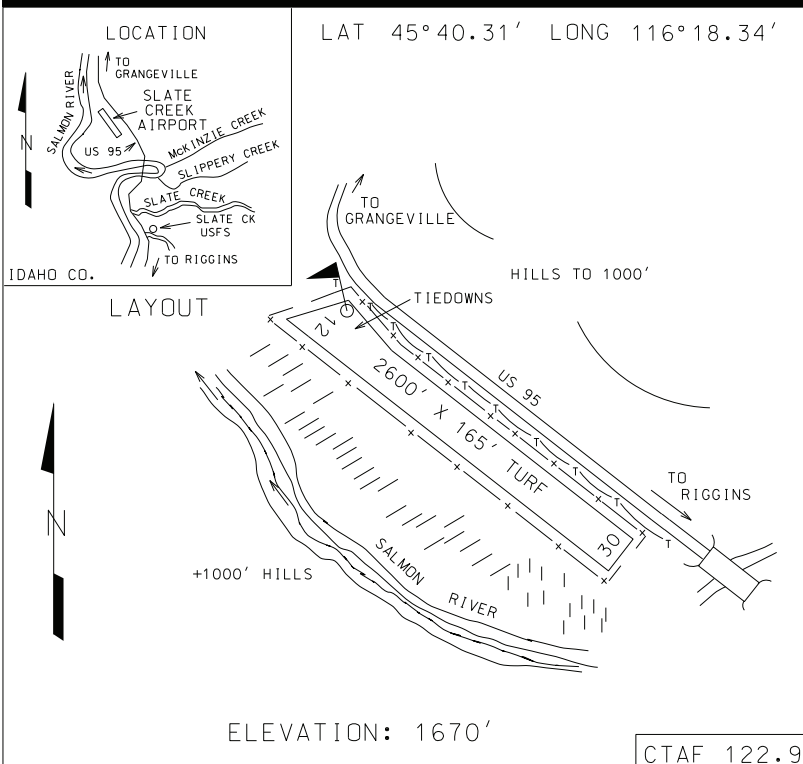 LOCATION
TO
GRANGEVILLE
SLATE
CREEK
AIRPORT
SALMON RIVER
N
US 95
McKINZIE CREEK
SLIPPERY CREEK
SLATE CREEK
SLATE CK
USFS
TO RIGGINS
IDAHO CO.
LAT 45°40.31' LONG 116°18.34'
LAYOUT
TO
GRANGEVILLE
HILLS TO 1000'
T
TIEDOWNS
12
2600' X 165' TURF
30
US 95
T
T
T
T
T
T
T
T
TO
RIGGINS
N
+1000' HILLS
SALMON
RIVER
ELEVATION: 1670'
CTAF 122.9